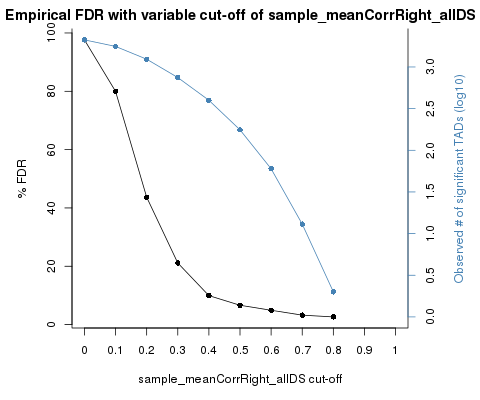 Empirical FDR with variable cut-off of sample_meanCorrRight_allDS
100
80
60
40
20
0
% FDR
3.0
2.5
2.0
1.5
1.0
0.5
0.0
Observed # of significant TADs (log10)
0 0.1 0.2 0.3 0.4 0.5 0.6 0.7 0.8 0.9 1
sample_meanCorrRight_allDS cut-off